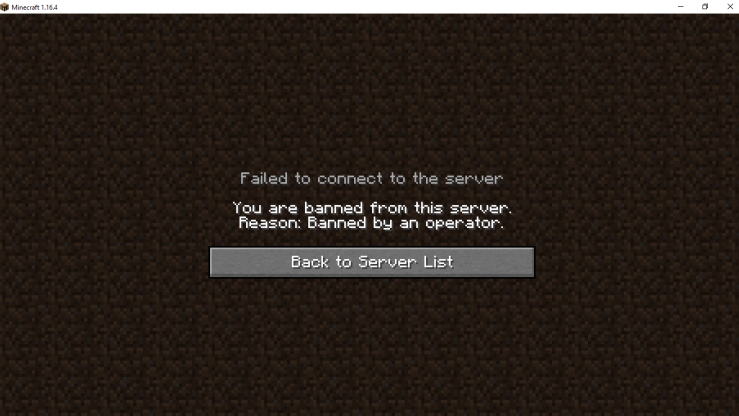 Minecraft 1.16.4
Failed to connect to the server
You are banned from this server.
Reason: Banned by an operator.
Back to Server List